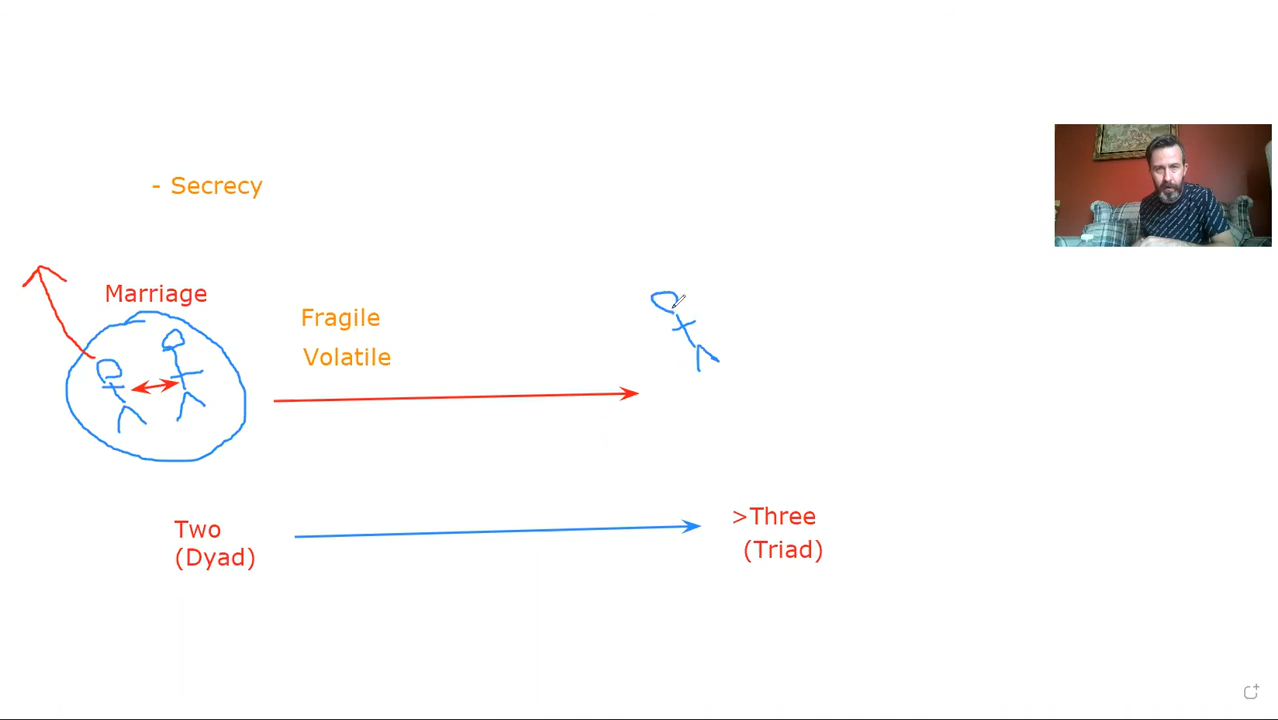 - Secrecy
Marriage
Fragile
Volatile
Two
(Dyad)
>Three
(Triad)